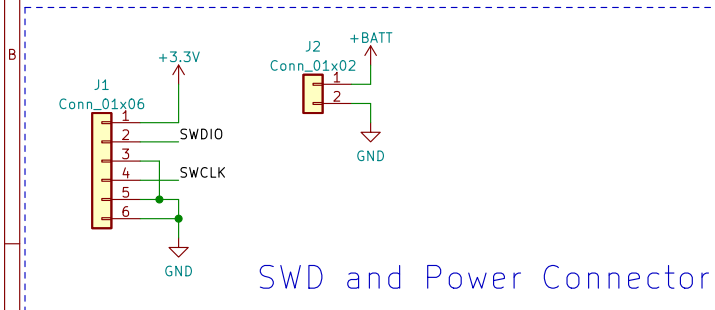 B
J1
Conn_01x06
+3.3V
1
2
SWDIO
3
4
SWCLK
5
6
GND
J2
Conn_01x02
+BATT
1
2
GND
SWD and Power Connector